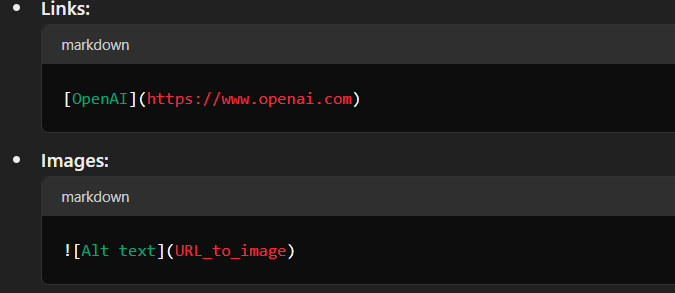 Links:
markdown
[OpenAI](https://www.openai.com)
Images:
markdown
![Alt text](URL_to_image)